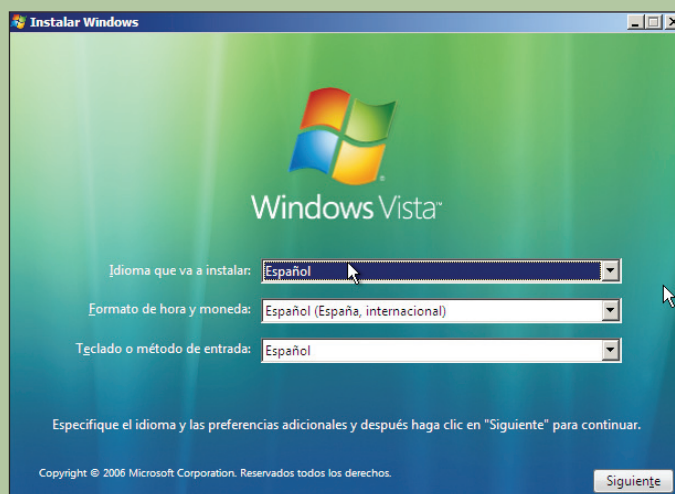 Instalar Windows
Windows Vista™
Idioma que va a instalar: Español
Formato de hora y moneda: Español (España, internacional)
Teclado o método de entrada: Español
Especifique el idioma y las preferencias adicionales y después haga clic en "Siguiente" para continuar.
Copyright © 2006 Microsoft Corporation. Reservados todos los derechos.
Siguiente